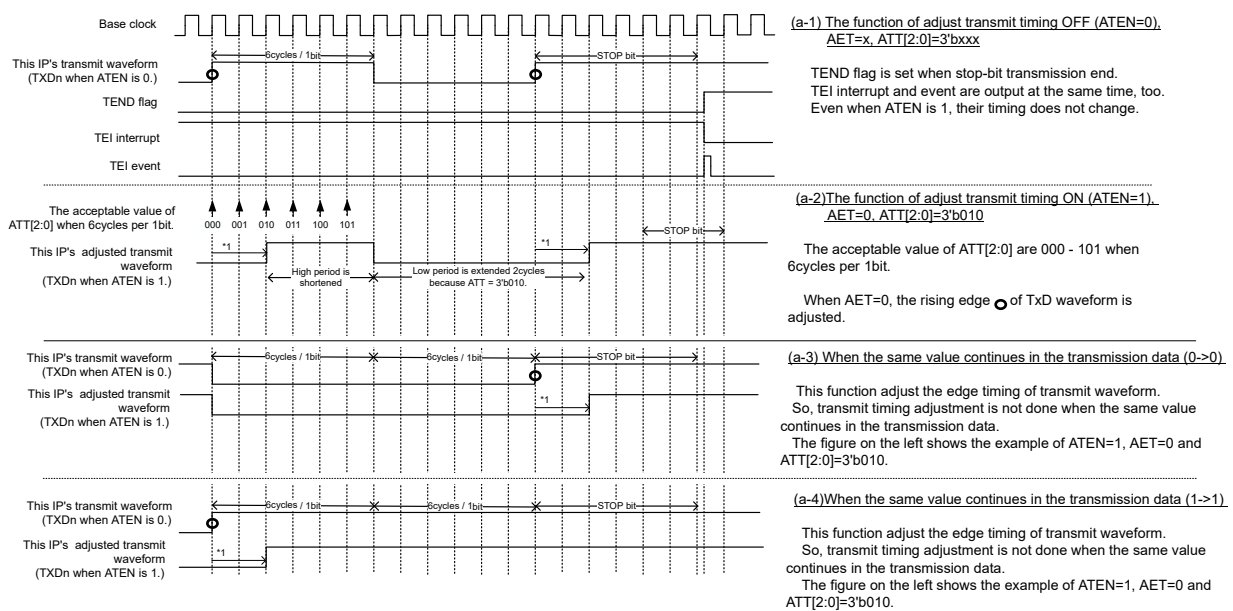 Base clock
(a-1) The function of adjust transmit timing OFF (ATEN=0),
AET=x, ATT[2:0]=3'bxxx
6cycles / 1bit
STOP bit
This IP's transmit waveform
(TXDn when ATEN is 0.)
TEND flag is set when stop-bit transmission end.
TEI interrupt and event are output at the same time, too.
Even when ATEN is 1, their timing does not change.
TEND flag
TEI interrupt
TEI event
(a-2)The function of adjust transmit timing ON (ATEN=1),
AET=0, ATT[2:0]=3'b010
The acceptable value of
ATT[2:0] when 6cycles per 1bit.
000 001 010 011 100 101
STOP bit
This IP's adjusted transmit
waveform
(TXDn when ATEN is 1.)
*1
*1
High period is
shortened
Low period is extended 2cycles
because ATT = 3'b010.
The acceptable value of ATT[2:0] are 000 - 101 when
6cycles per 1bit.
When AET=0, the rising edge of TxD waveform is
adjusted.
This IP's transmit waveform
(TXDn when ATEN is 0.)
6cycles / 1bit
6cycles / 1bit
STOP bit
(a-3) When the same value continues in the transmission data (0->0)
This IP's adjusted transmit
waveform
(TXDn when ATEN is 1.)
*1
This function adjust the edge timing of transmit waveform.
So, transmit timing adjustment is not done when the same value
continues in the transmission data.
The figure on the left shows the example of ATEN=1, AET=0 and
ATT[2:0]=3'b010.
This IP's transmit waveform
(TXDn when ATEN is 0.)
6cycles / 1bit
6cycles / 1bit
STOP bit
(a-4)When the same value continues in the transmission data (1->1)
This IP's adjusted transmit
waveform
(TXDn when ATEN is 1.)
*1
This function adjust the edge timing of transmit waveform.
So, transmit timing adjustment is not done when the same value
continues in the transmission data.
The figure on the left shows the example of ATEN=1, AET=0 and
ATT[2:0]=3'b010.